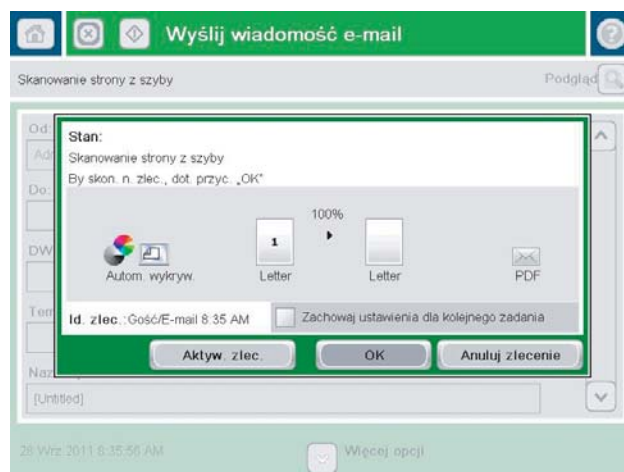 Wyślij wiadomość e-mail
Skanowanie strony z szyby
Podgląd
Od:
Stan:
Skanowanie strony z szyby
By skon. n. zlec., dot. przyc. „OK"
Do:
100%
1
DW
Autom. wykryw.
Letter
Letter
PDF
Id. zlec.:Gość/E-mail 8:35 AM
Zachowaj ustawienia dla kolejnego zadania
Aktyw. zlec.
OK
Anuluj zlecenie
[Untitled]
28 Wrz 2011 8:35:56 AM
Więcej opcji